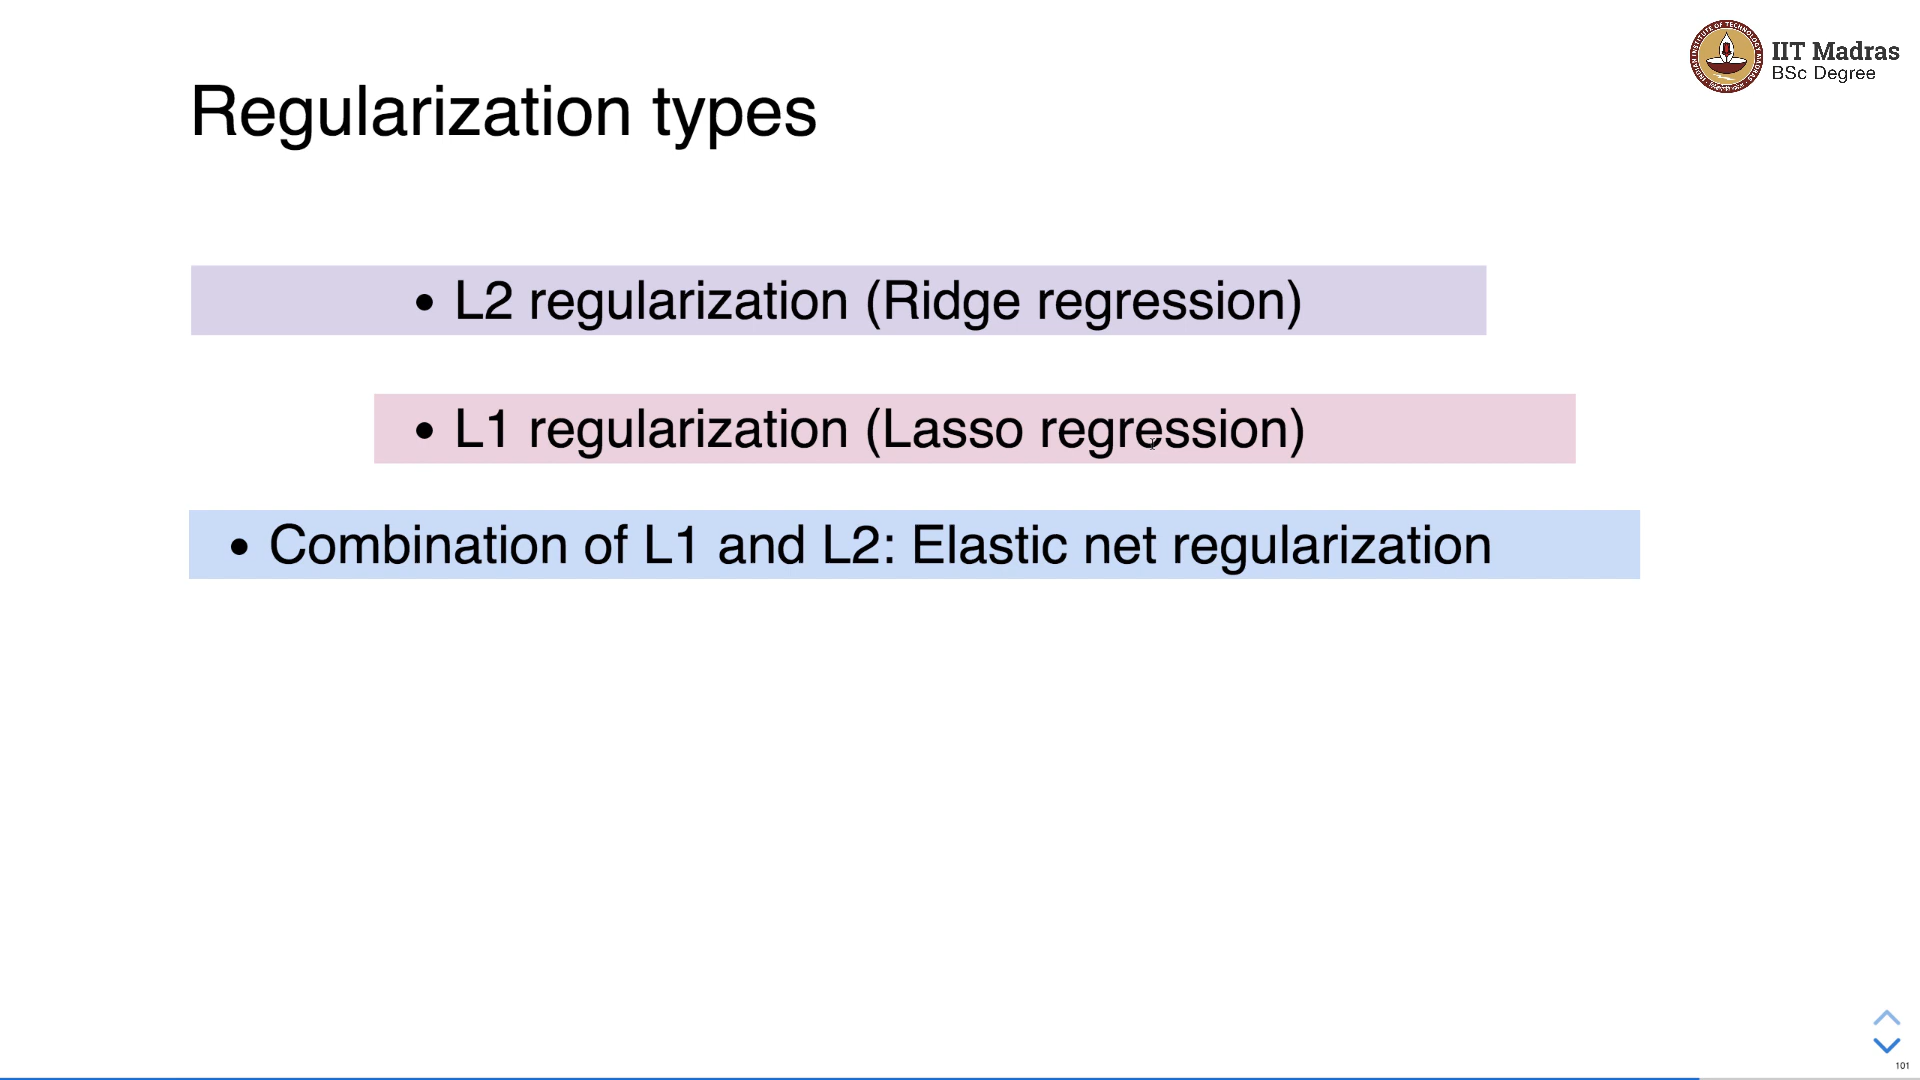 IIT Madras
BSc Degree
Regularization types
• L2 regularization (Ridge regression)
• L1 regularization (Lasso regression)
• Combination of L1 and L2: Elastic net regularization
101